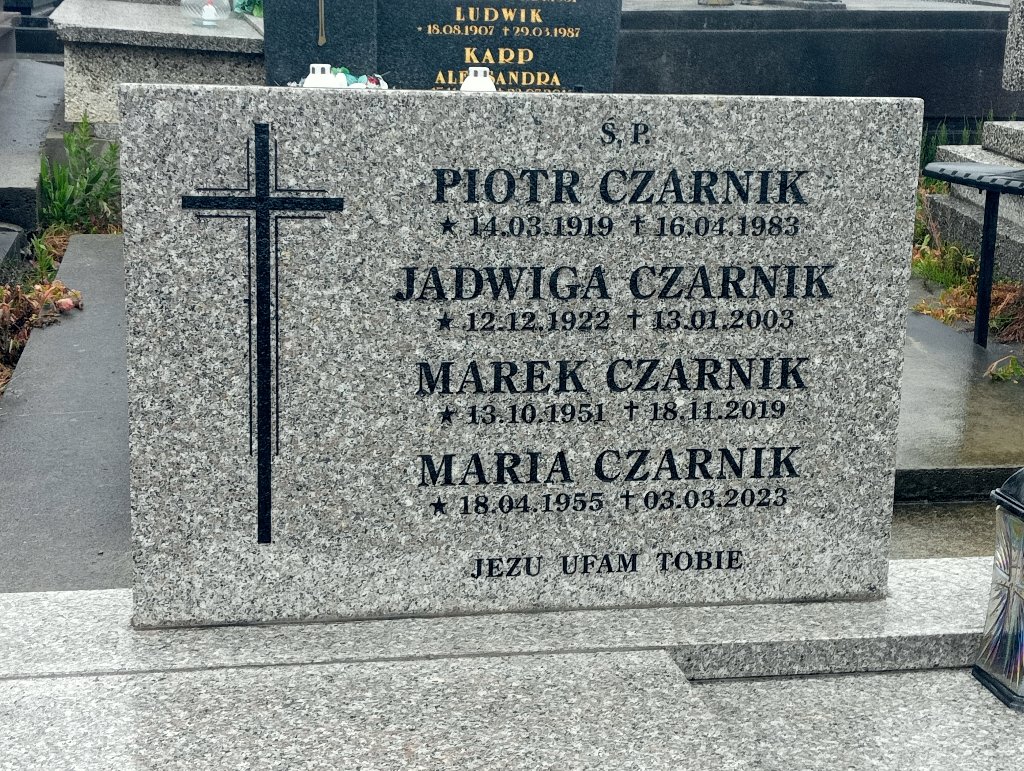 LUDWIK
* 18.08.1907 † 29.03.1987
KARP
ALEKSANDRA
Ś. P.
PIOTR CZARNIK
★ 14.03.1919 † 16.04.1983
JADWIGA CZARNIK
★ 12.12.1922 † 13.01.2003
MAREK CZARNIK
★ 13.10.1951 † 18.11.2019
MARIA CZARNIK
★ 18.04.1955 † 03.03.2023
JEZU UFAM TOBIE